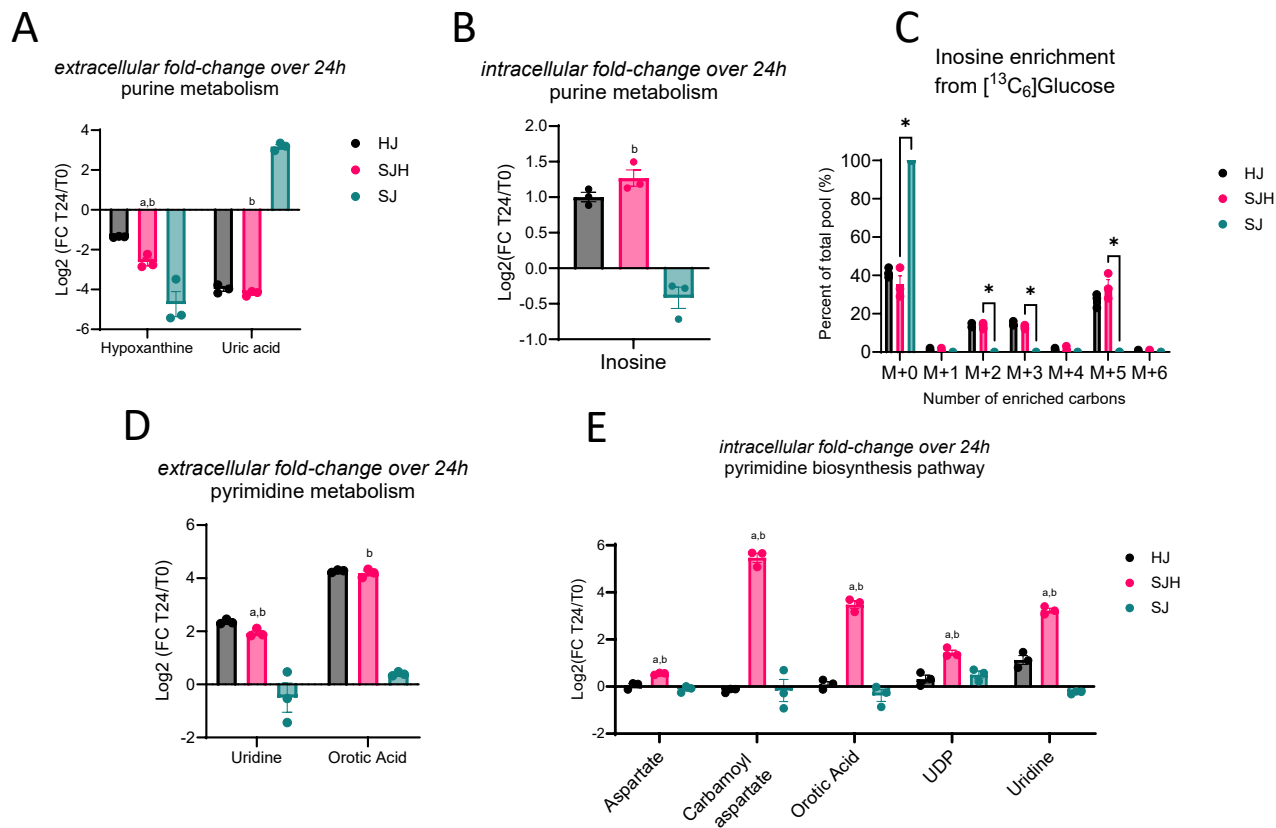 A
extracellular fold-change over 24h
purine metabolism
Log2 (FC T24/T0)
4
2
0
-2
-4
-6
a,b
b
Hypoxanthine
Uric acid
HJ
SJH
SJ
B
intracellular fold-change over 24h
purine metabolism
Log2(FC T24/T0)
2.0
1.5
1.0
0.5
0.0
-0.5
-1.0
b
Inosine
C
Inosine enrichment
from [¹³C₆]Glucose
Percent of total pool (%)
100
80
60
40
20
0
*
*
*
*
M+0
M+1
M+2
M+3
M+4
M+5
M+6
Number of enriched carbons
HJ
SJH
SJ
D
extracellular fold-change over 24h
pyrimidine metabolism
Log2 (FC T24/T0)
6
4
2
0
-2
a,b
b
Uridine
Orotic Acid
E
intracellular fold-change over 24h
pyrimidine biosynthesis pathway
Log2(FC T24/T0)
6
4
2
0
-2
a,b
a,b
a,b
a,b
a,b
Aspartate
Carbamoyl
aspartate
Orotic Acid
UDP
Uridine
HJ
SJH
SJ